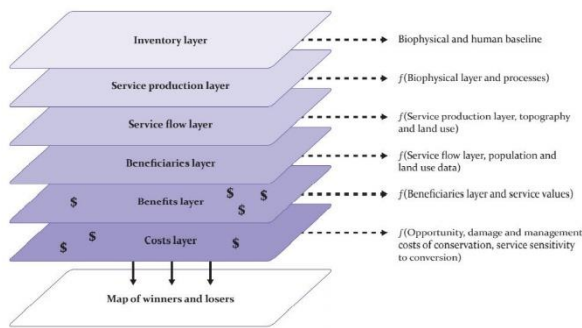 Inventory layer
Biophysical and human baseline
Service production layer
f(Biophysical layer and processes)
Service flow layer
f(Service production layer, topography
and land use)
Beneficiaries layer
f(Service flow layer, population and
land use data)
$ Benefits layer $ $ $
f(Beneficiaries layer and service values)
$ $ Costs layer $
f(Opportunity, damage and management
costs of conservation, service sensitivity
to conversion)
Map of winners and losers